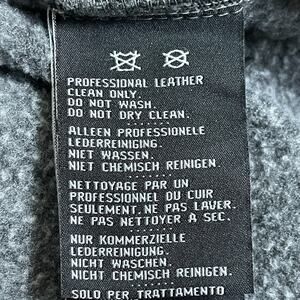 PROFESSIONAL LEATHER
CLEAN ONLY.
DO NOT WASH.
DO NOT DRY CLEAN.
ALLEEN PROFESSIONELE
LEDERREINIGING.
NIET WASSEN.
NIET CHEMISCH REINIGEN.
NETTOYAGE PAR UN
PROFESSIONNEL DU CUIR
SEULEMENT. NE PAS LAVER.
NE PAS NETTOYER A SEC.
NUR KOMMERZIELLE
LEDERREINIGUNG.
NICHT WASCHEN
NICHT CHEMISCH REINIGEN.
SOLO PER TRATTAMENTO